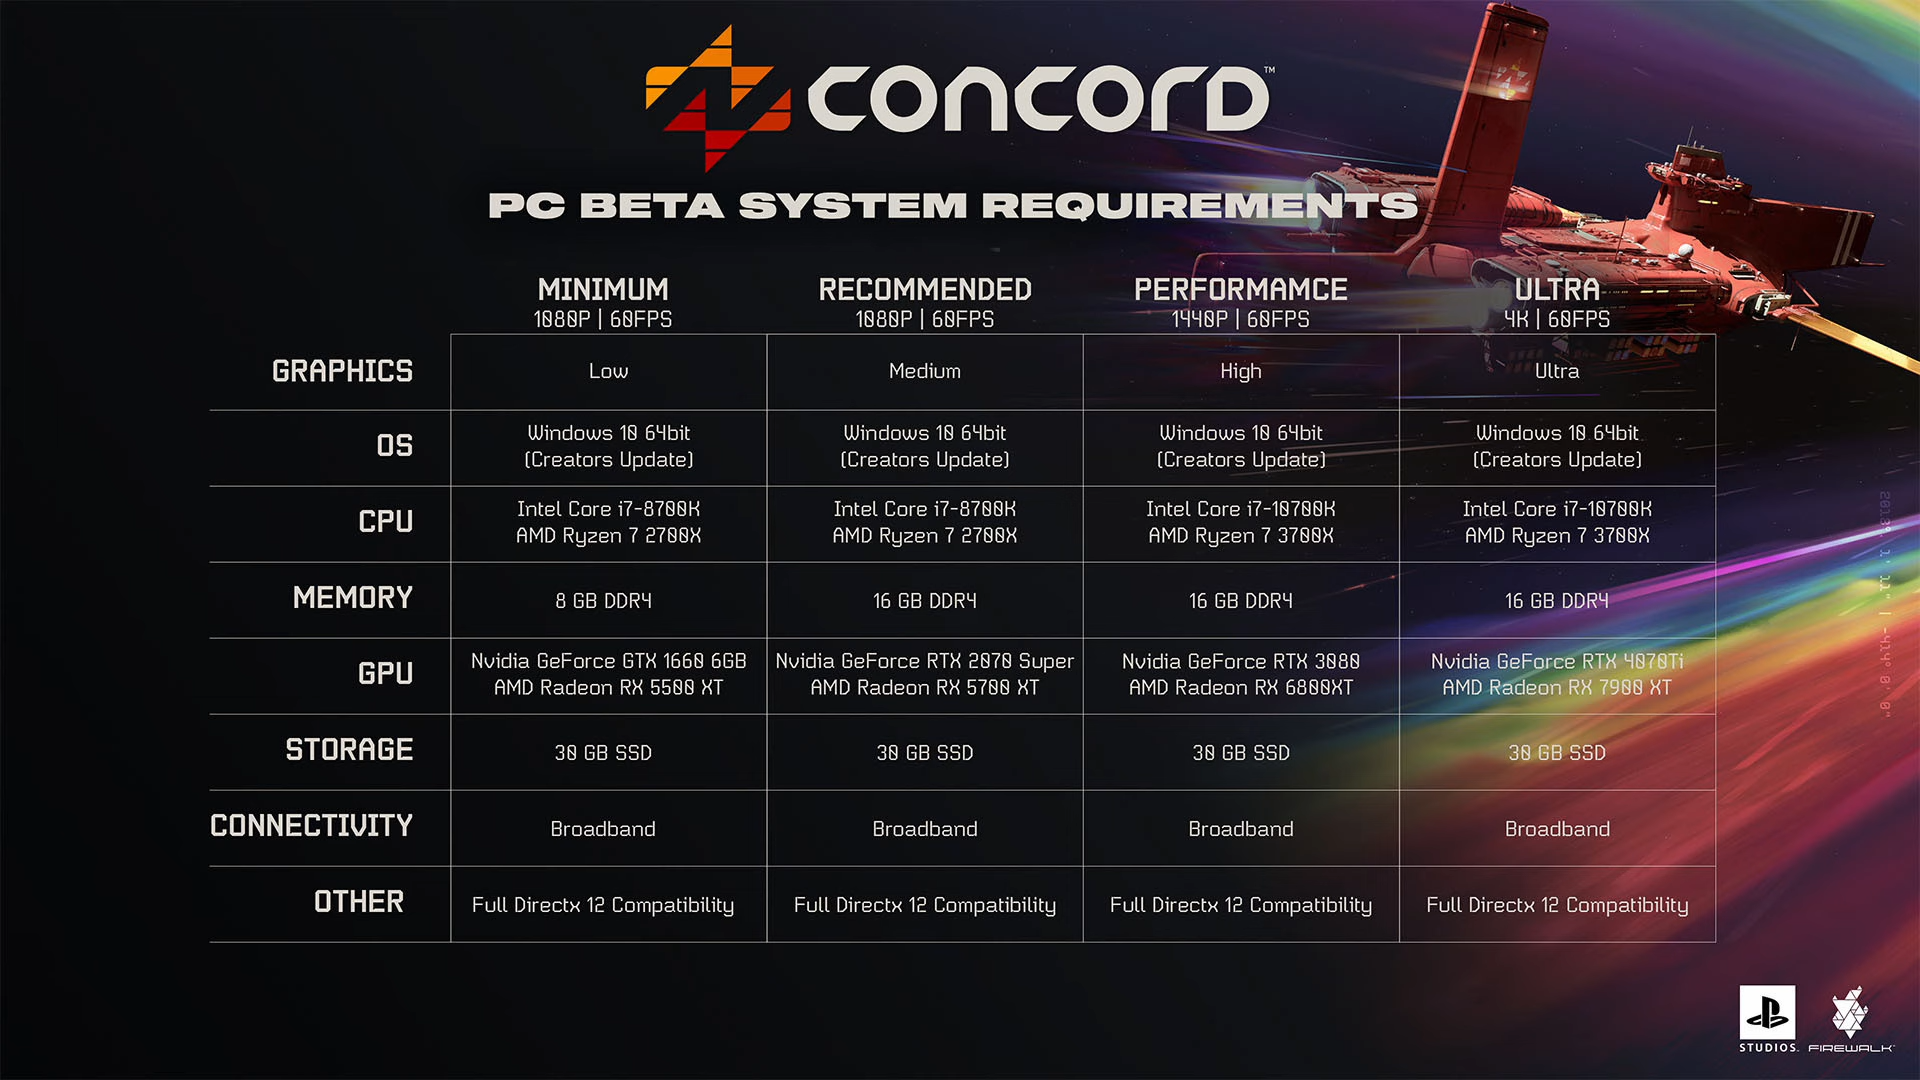 CONCORD™
PC BETA SYSTEM REQUIREMENTS
MINIMUM RECOMMENDED PERFORMAMCE ULTRA
1080P | 60FPS 1080P | 60FPS 1440P | 60FPS 4K | 60FPS
GRAPHICS Low Medium High Ultra
OS
Windows 10 64bit Windows 10 64bit Windows 10 64bit Windows 10 64bit
(Creators Update) (Creators Update) (Creators Update) (Creators Update)
CPU
Intel Core i7-8700K Intel Core i7-8700K Intel Core i7-10700K Intel Core i7-10700K
AMD Ryzen 7 2700X AMD Ryzen 7 2700X AMD Ryzen 7 3700X AMD Ryzen 7 3700X
MEMORY 8 GB DDR4 16 GB DDR4 16 GB DDR4 16 GB DDR4
GPU
Nvidia GeForce GTX 1660 6GB Nvidia GeForce RTX 2070 Super Nvidia GeForce RTX 3080 Nvidia GeForce RTX 4070Ti
AMD Radeon RX 5500 XT AMD Radeon RX 5700 XT AMD Radeon RX 6800XT AMD Radeon RX 7900 XT
STORAGE 30 GB SSD 30 GB SSD 30 GB SSD 30 GB SSD
CONNECTIVITY Broadband Broadband Broadband Broadband
OTHER Full Directx 12 Compatibility Full Directx 12 Compatibility Full Directx 12 Compatibility Full Directx 12 Compatibility
STUDIOS. FIREWALK